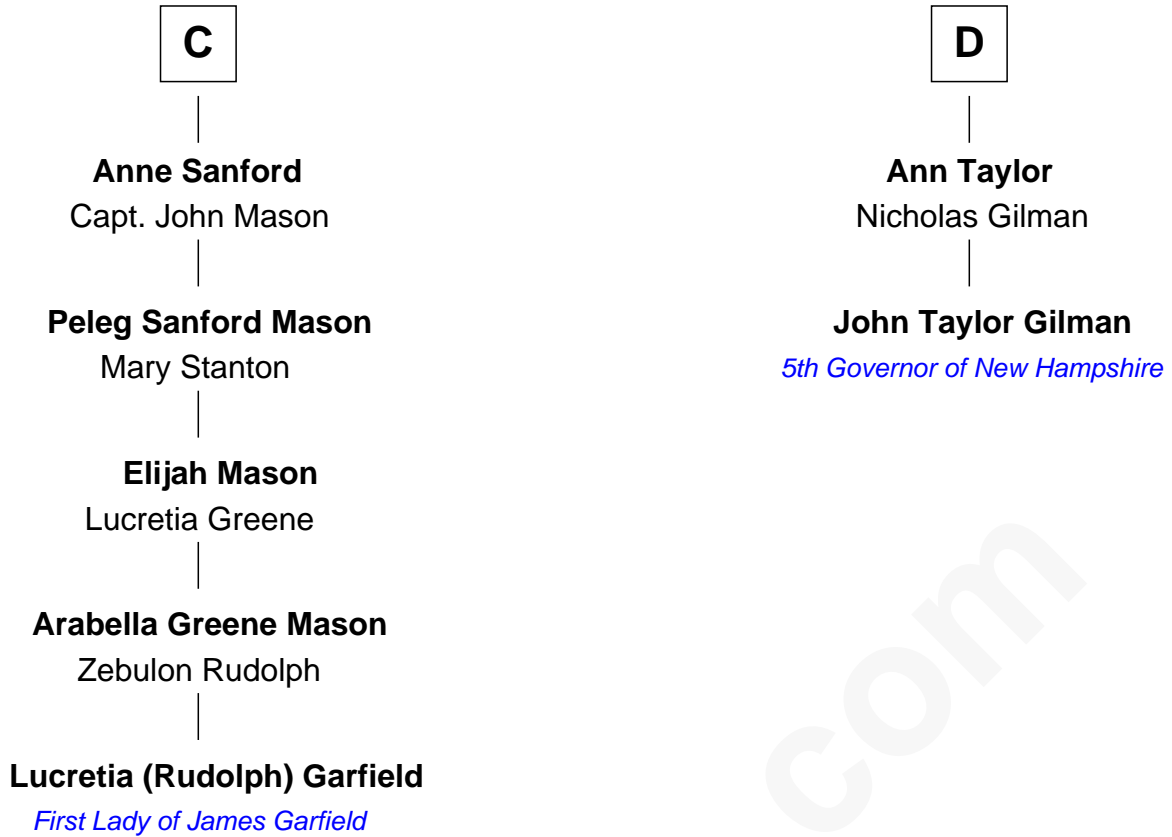 C
Anne Sanford
Capt. John Mason
Peleg Sanford Mason
Mary Stanton
Elijah Mason
Lucretia Greene
Arabella Greene Mason
Zebulon Rudolph
Lucretia (Rudolph) Garfield
First Lady of James Garfield
D
Ann Taylor
Nicholas Gilman
John Taylor Gilman
5th Governor of New Hampshire
com